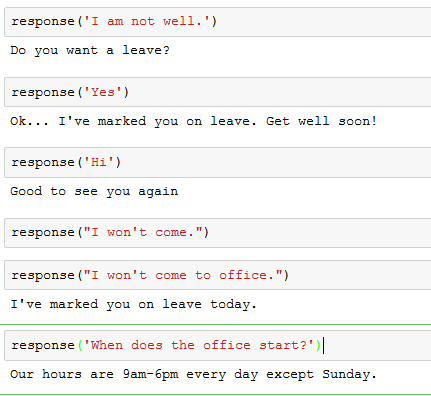 response('I am not well.')
Do you want a leave?
response('Yes')
Ok... I've marked you on leave. Get well soon!
response('Hi')
Good to see you again
response("I won't come.")
response("I won't come to office.")
I've marked you on leave today.
response('When does the office start?')
Our hours are 9am-6pm every day except Sunday.